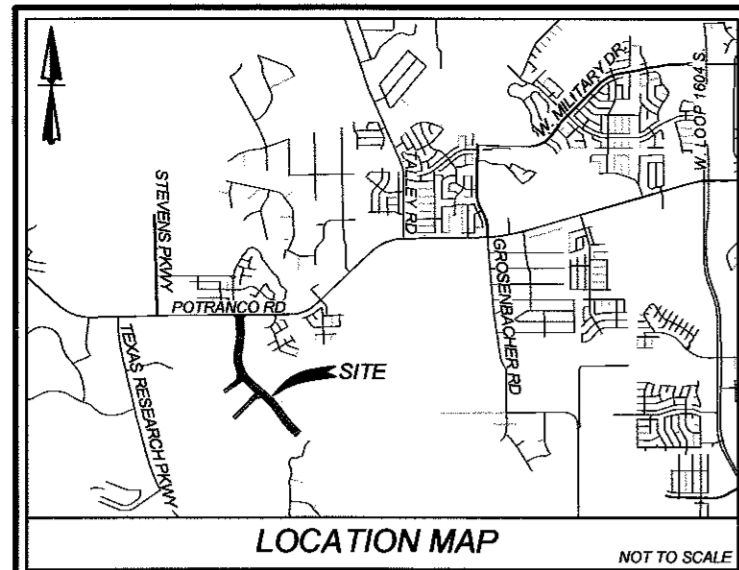 W. MILITARY DR.
W. LOOP 1604 S.
STEVENS PKWY
ALEY RD
GROSENBACHER RD
POTRANCO RD
TEXAS RESEARCH PKWY
SITE
LOCATION MAP
NOT TO SCALE